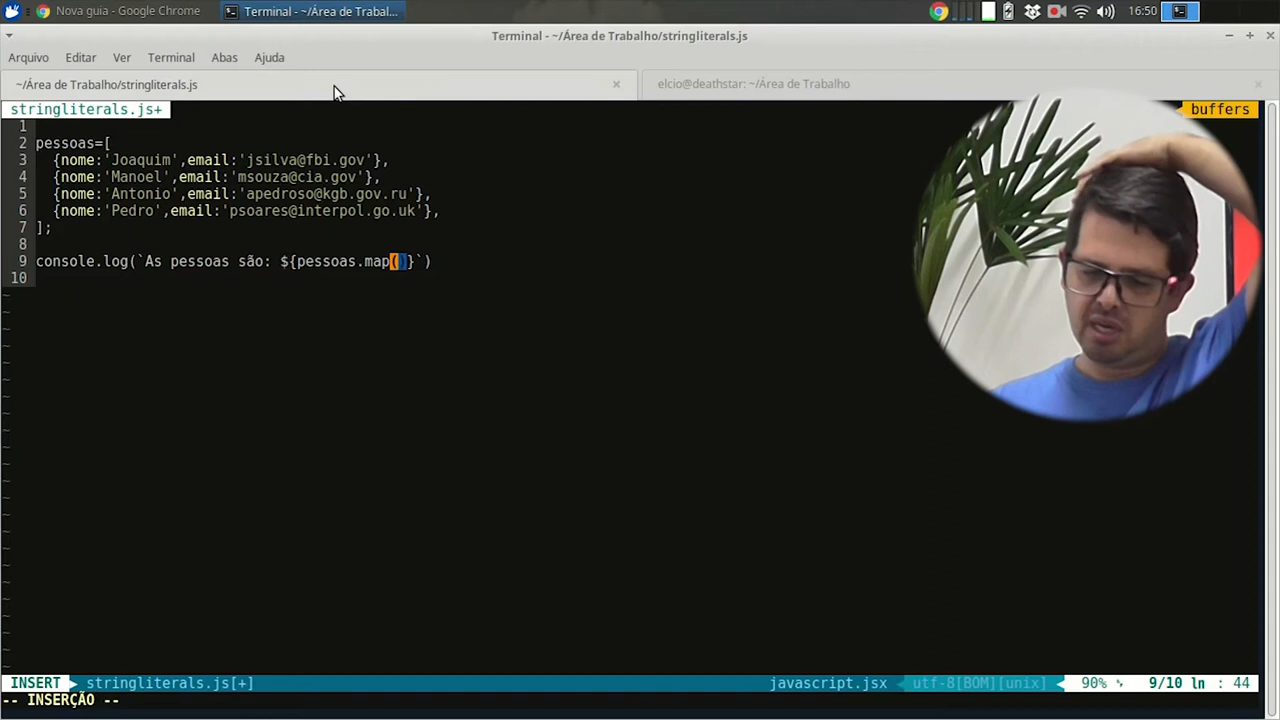 Nova guia - Google Chrome
Terminal - ~/Área de Trabal...
16:50
Terminal - ~/Área de Trabalho/stringliterals.js
Arquivo Editar Ver Terminal Abas Ajuda
~/Área de Trabalho/stringliterals.js
elcio@deathstar: ~/Área de Trabalho
stringliterals.js+
buffers
1
2 pessoas=[
3 {nome:'Joaquim',email:'jsilva@fbi.gov'},
4 {nome:'Manoel',email:'msouza@cia.gov'},
5 {nome:'Antonio',email:'apedroso@kgb.gov.ru'},
6 {nome:'Pedro',email:'psoares@interpol.go.uk'},
7 ];
8
9 console.log(`As pessoas são: ${pessoas.map()}`)
10
INSERT stringliterals.js[+] javascript.jsx utf-8[BOM][unix] 90% 9/10 ln : 44
-- INSERÇÃO --